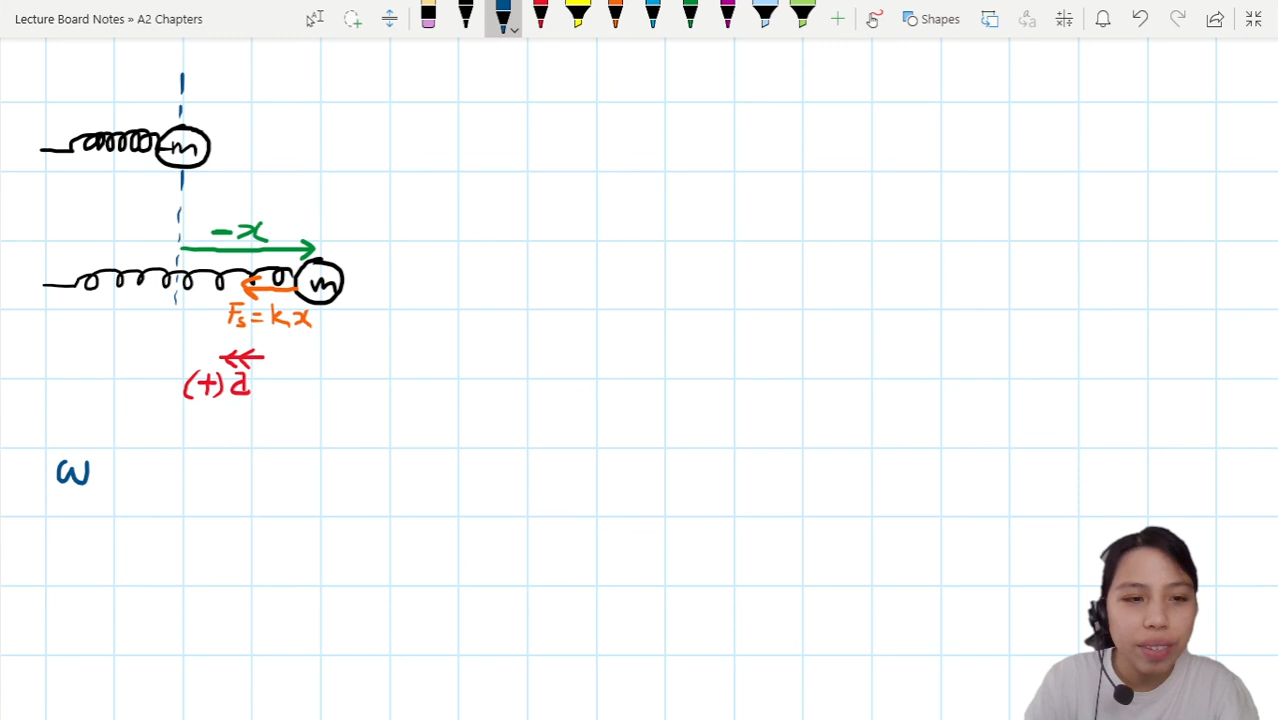 Lecture Board Notes » A2 Chapters
Shapes
m
-x
m
Fs = kx
(+) a
ω